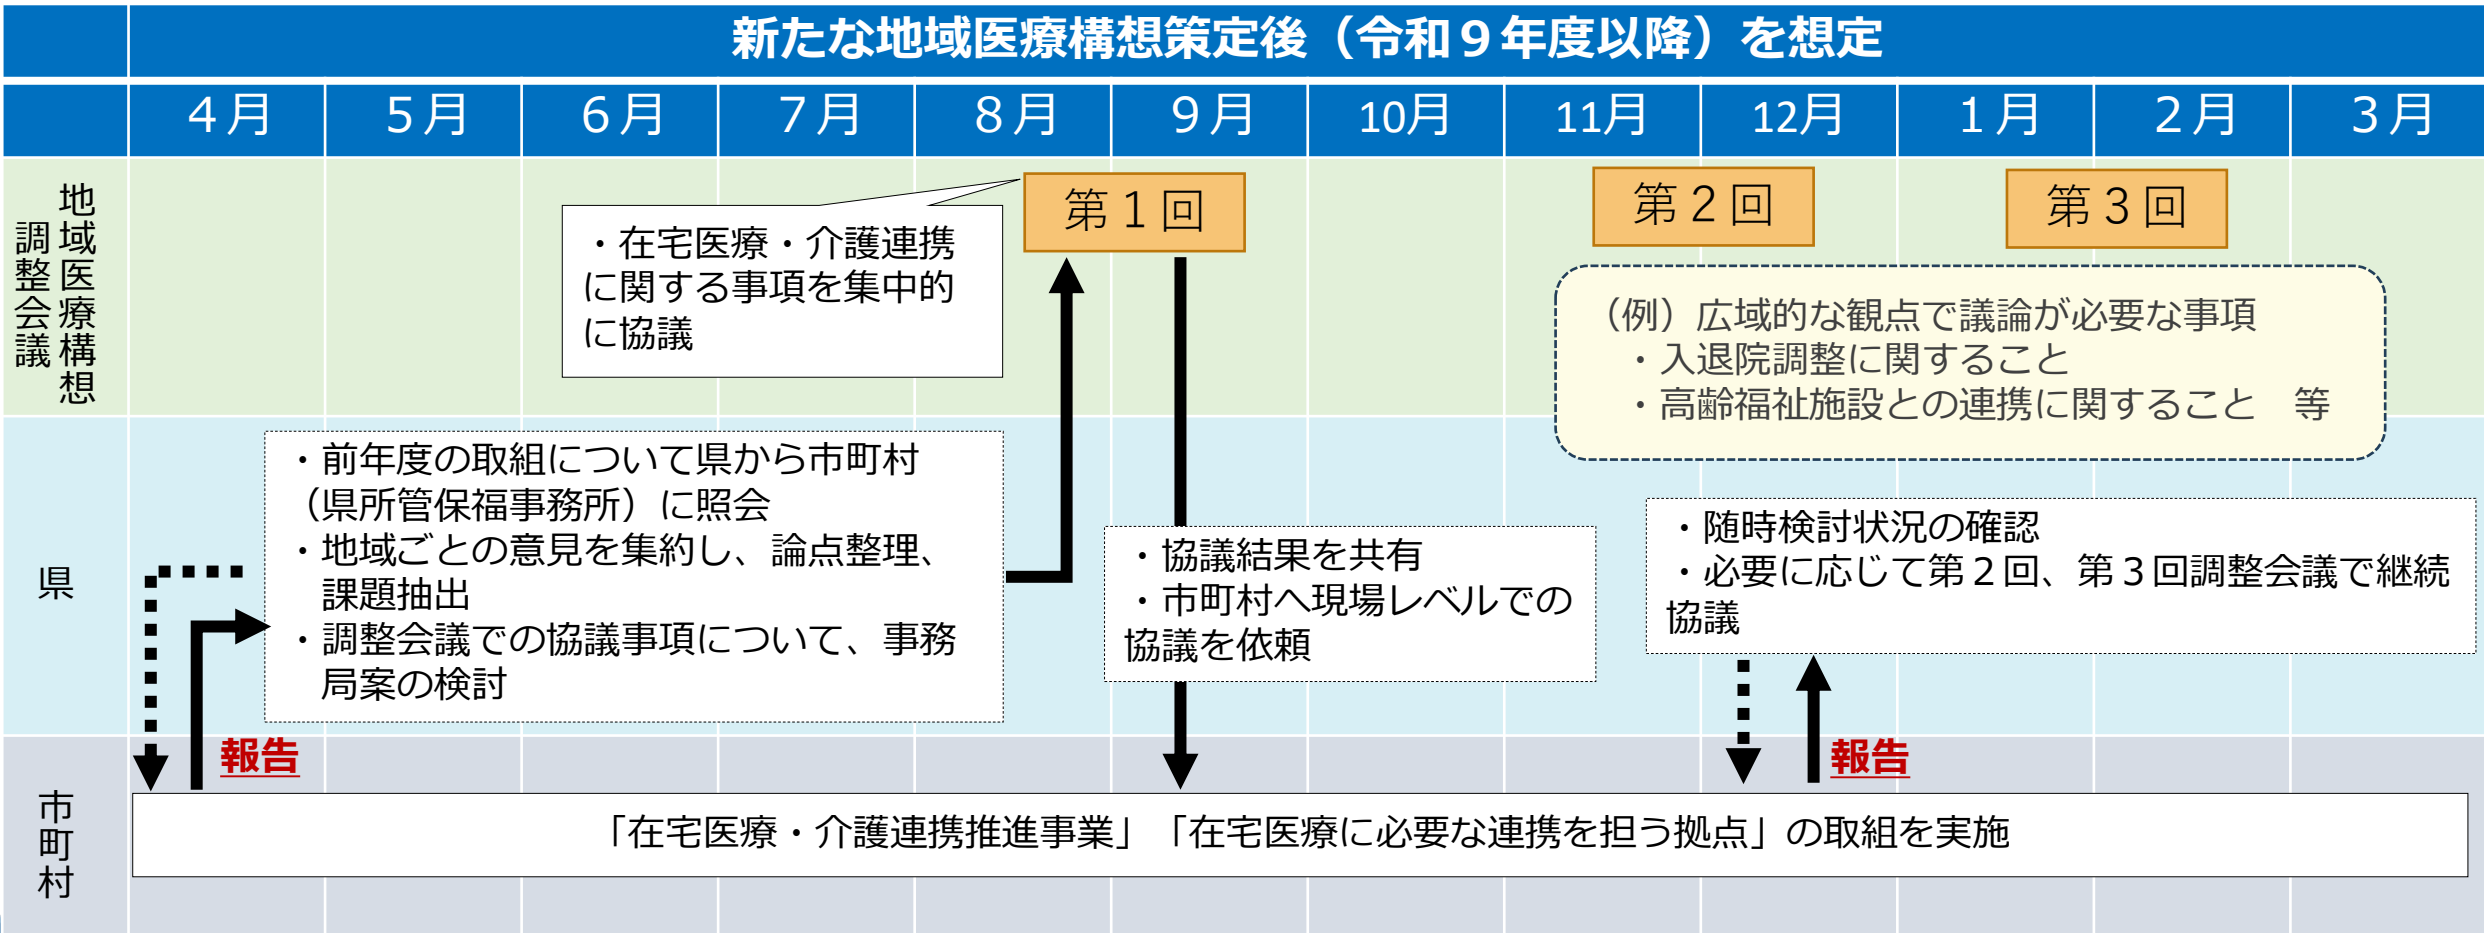 新たな地域医療構想策定後（令和９年度以降）を想定
４月
５月
６月
７月
８月
９月
10月
11月
12月
１月
２月
３月
地域医療構想
調整会議
第１回
第２回
第３回
・在宅医療・介護連携
に関する事項を集中的
に協議
（例）広域的な観点で議論が必要な事項
・入退院調整に関すること
・高齢福祉施設との連携に関すること　等
県
・前年度の取組について県から市町村
（県所管保福事務所）に照会
・地域ごとの意見を集約し、論点整理、
課題抽出
・調整会議での協議事項について、事務
局案の検討
・協議結果を共有
・市町村へ現場レベルでの
協議を依頼
・随時検討状況の確認
・必要に応じて第２回、第３回調整会議で継続
協議
報告
報告
市町村
「在宅医療・介護連携推進事業」「在宅医療に必要な連携を担う拠点」の取組を実施